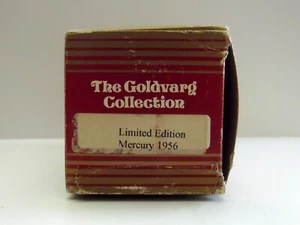 The Goldvarg
Collection
Limited Edition
Mercury 1956